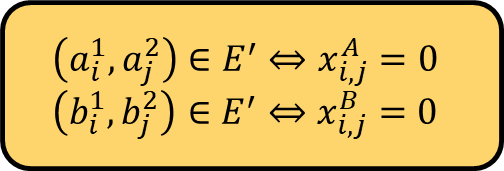 (a_i^1, a_j^2) ∈ E′ ⇔ x_{i,j}^A = 0
(b_i^1, b_j^2) ∈ E′ ⇔ x_{i,j}^B = 0